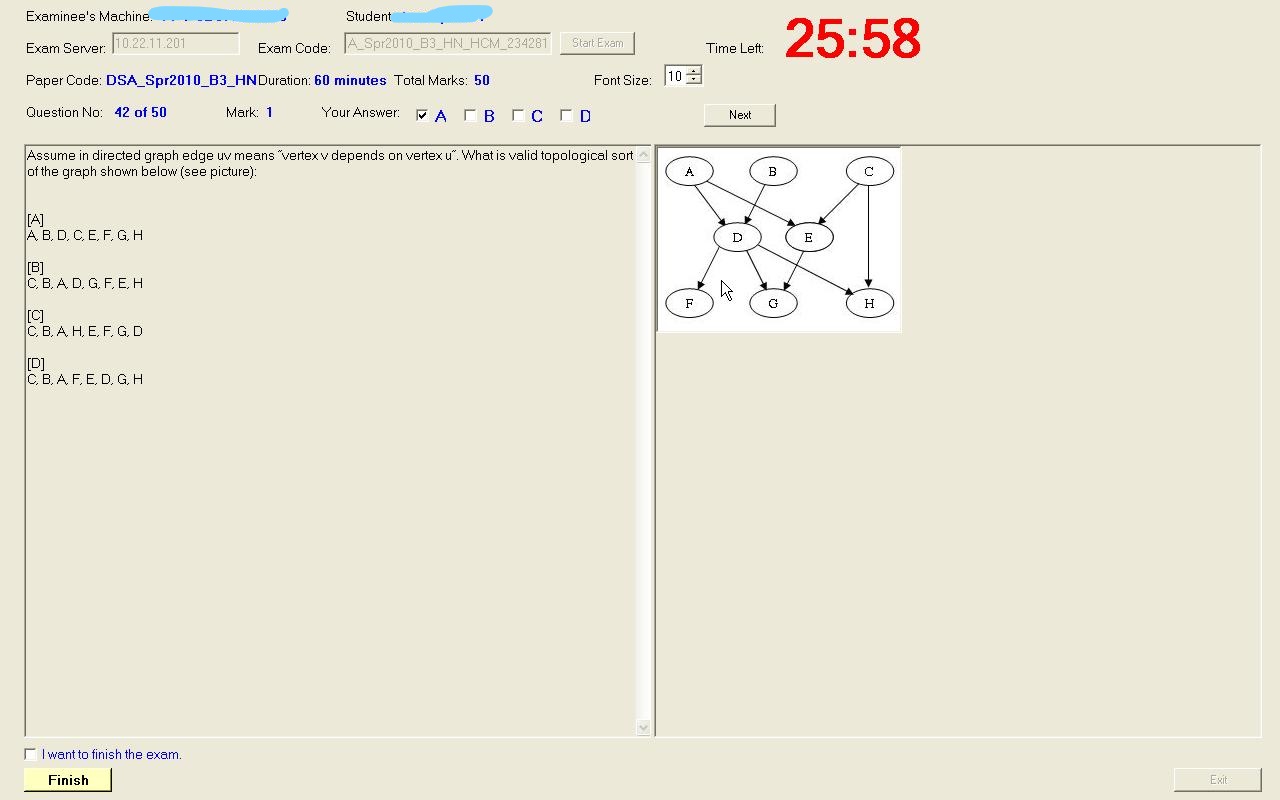 Examinee's Machine:
Student
Exam Server: 10.22.11.201 Exam Code: A_Spr2010_B3_HN_HCM_234281 Start Exam Time Left: 25:58
Paper Code: DSA_Spr2010_B3_HN Duration: 60 minutes Total Marks: 50 Font Size: 10
Question No: 42 of 50 Mark: 1 Your Answer: A B C D Next
Assume in directed graph edge uv means "vertex v depends on vertex u". What is valid topological sort
of the graph shown below (see picture):
[A]
A, B, D, C, E, F, G, H
[B]
C, B, A, D, G, F, E, H
[C]
C, B, A, H, E, F, G, D
[D]
C, B, A, F, E, D, G, H
A B C
D E
F G H
I want to finish the exam.
Finish Exit